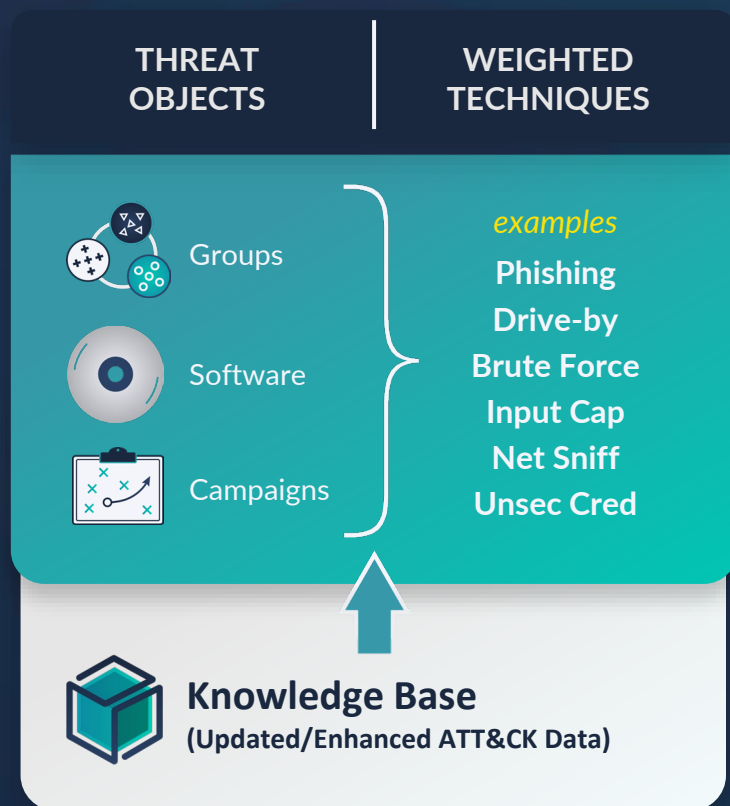 THREAT
OBJECTS
WEIGHTED
TECHNIQUES
Groups
Software
Campaigns
examples
Phishing
Drive-by
Brute Force
Input Cap
Net Sniff
Unsec Cred
Knowledge Base
(Updated/Enhanced ATT&CK Data)